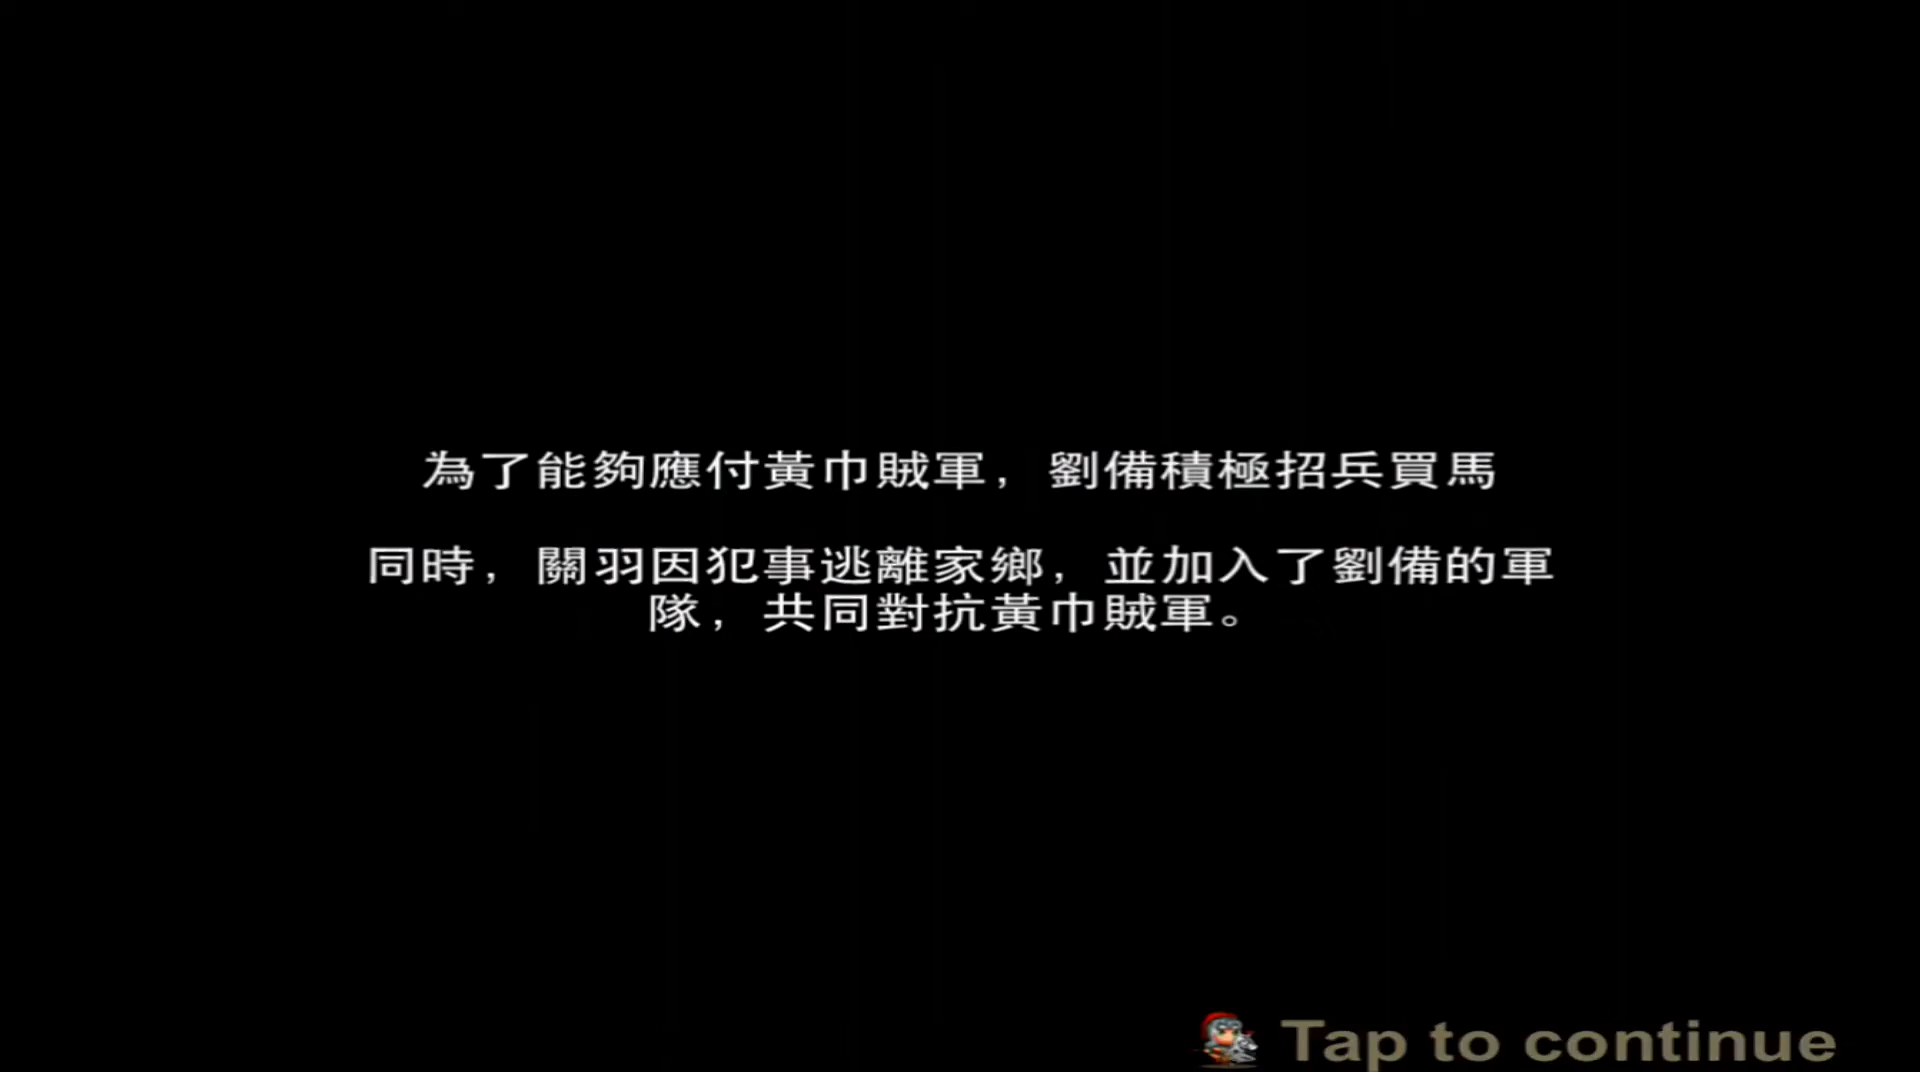 為了能夠應付黃巾賊軍，劉備積極招兵買馬
同時，關羽因犯事逃離家鄉，並加入了劉備的軍
隊，共同對抗黃巾賊軍。
Tap to continue